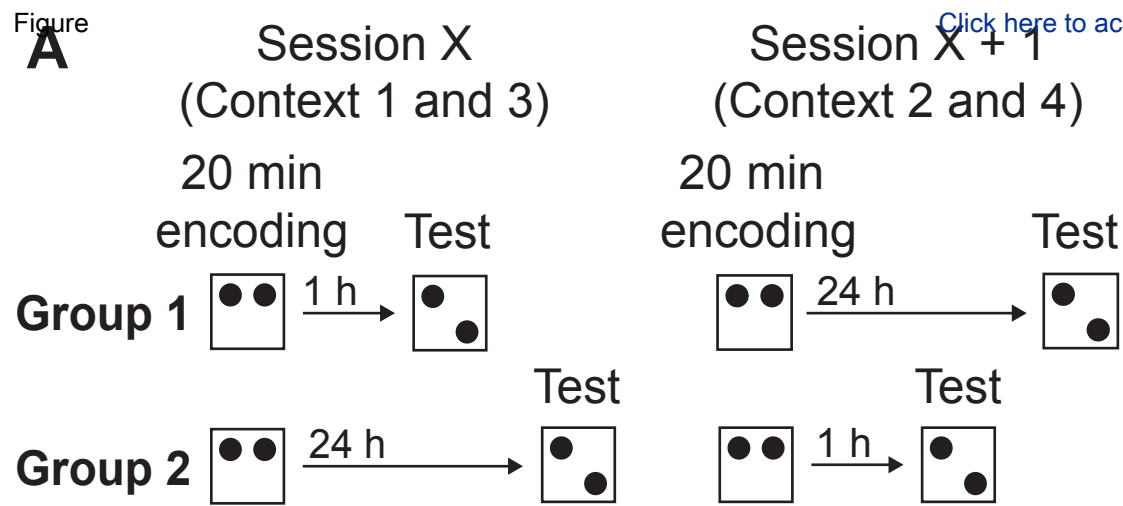 Figure
Click here to ac
A
Session X
Session X + 1
(Context 1 and 3)
(Context 2 and 4)
20 min
encoding
Test
20 min
encoding
Test
Group 1
1 h
24 h
Test
Test
Group 2
24 h
1 h